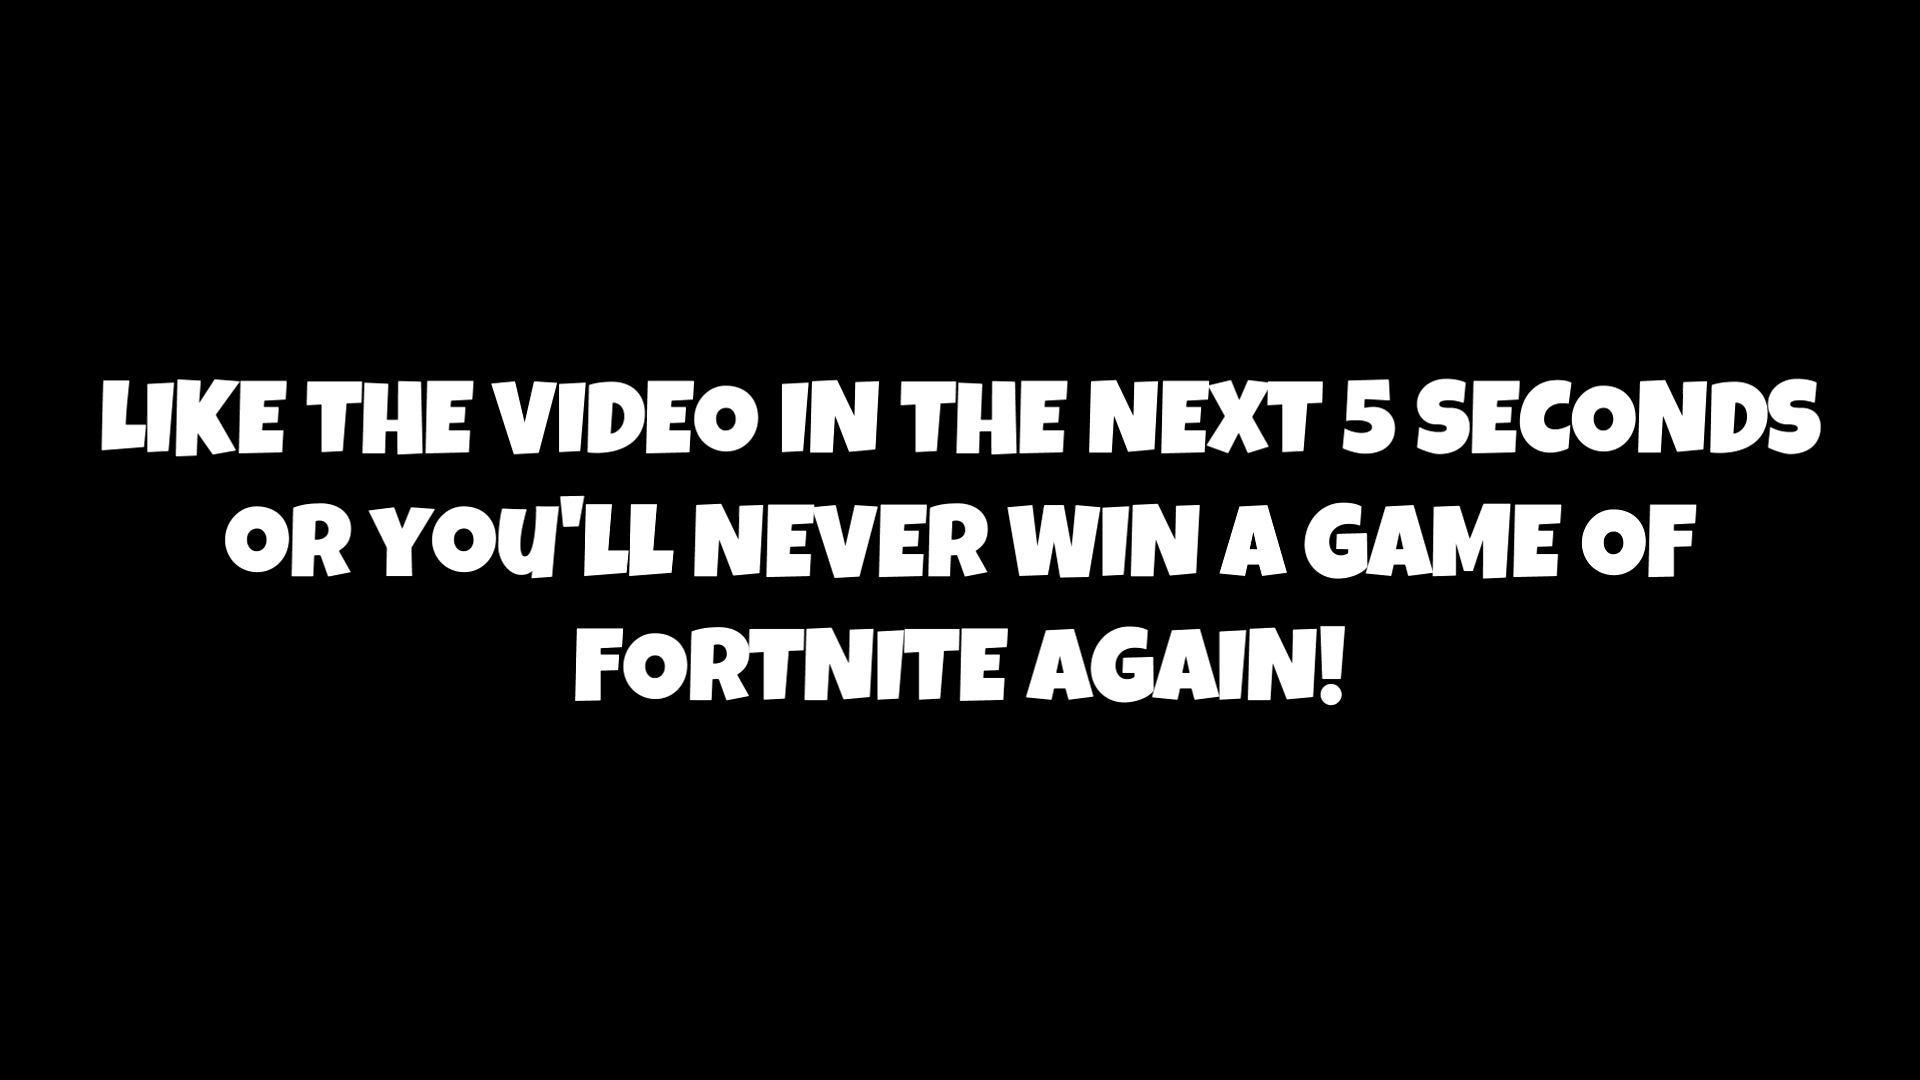 LIKE THE VIDEO IN THE NEXT 5 SECONDS
OR YOU'LL NEVER WIN A GAME OF
FORTNITE AGAIN!